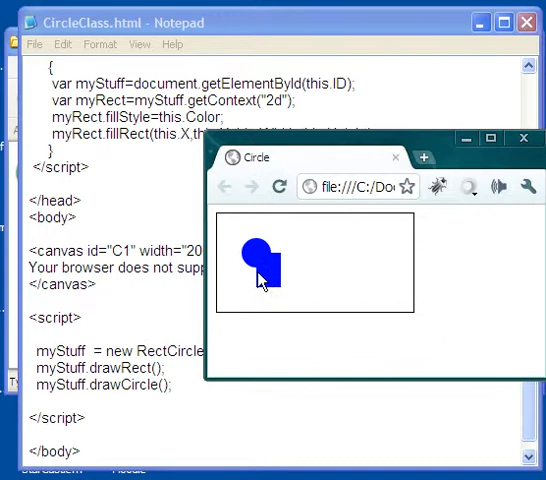 CircleClass.html - Notepad
File Edit Format View Help
{
var myStuff=document.getElementById(this.ID);
var myRect=myStuff.getContext("2d");
myRect.fillStyle=this.Color;
myRect.fillRect(this.X,
}
</script>
</head>
<body>
<canvas id="C1" width="20
Your browser does not supp
</canvas>
<script>
myStuff = new RectCircle
myStuff.drawRect();
myStuff.drawCircle();
</script>
</body>
Circle
file:///C:/Do